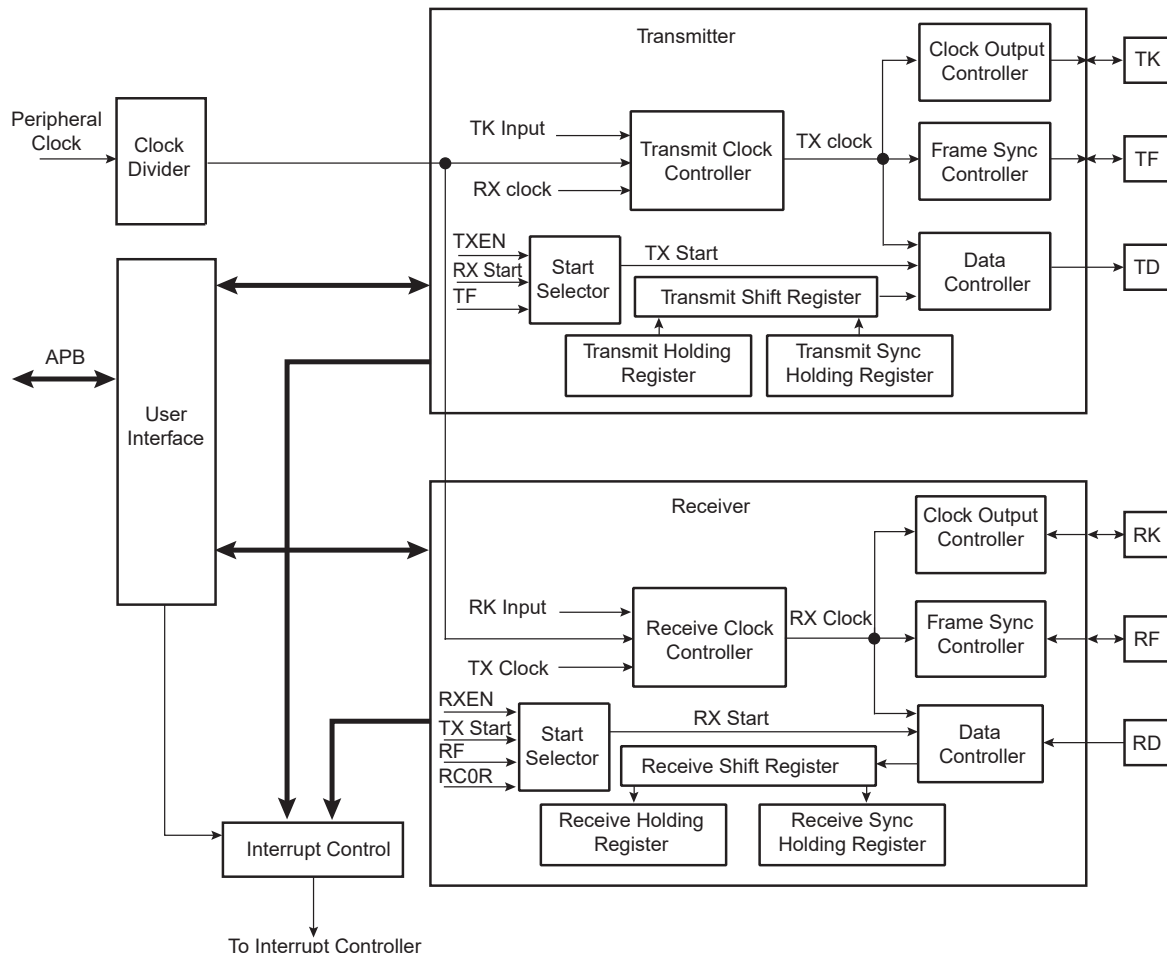 Transmitter
Clock Output
Controller
TK
Peripheral
Clock
Clock
Divider
TK Input
Transmit Clock
Controller
RX clock
TX clock
Frame Sync
Controller
TF
TXEN
RX Start
TF
Start
Selector
TX Start
Data
Controller
TD
Transmit Shift Register
Transmit Holding
Register
Transmit Sync
Holding Register
APB
User
Interface
Receiver
Clock Output
Controller
RK
RK Input
Receive Clock
Controller
TX Clock
RX Clock
Frame Sync
Controller
RF
RXEN
TX Start
RF
RC0R
Start
Selector
RX Start
Data
Controller
RD
Receive Shift Register
Receive Holding
Register
Receive Sync
Holding Register
Interrupt Control
To Interrupt Controller